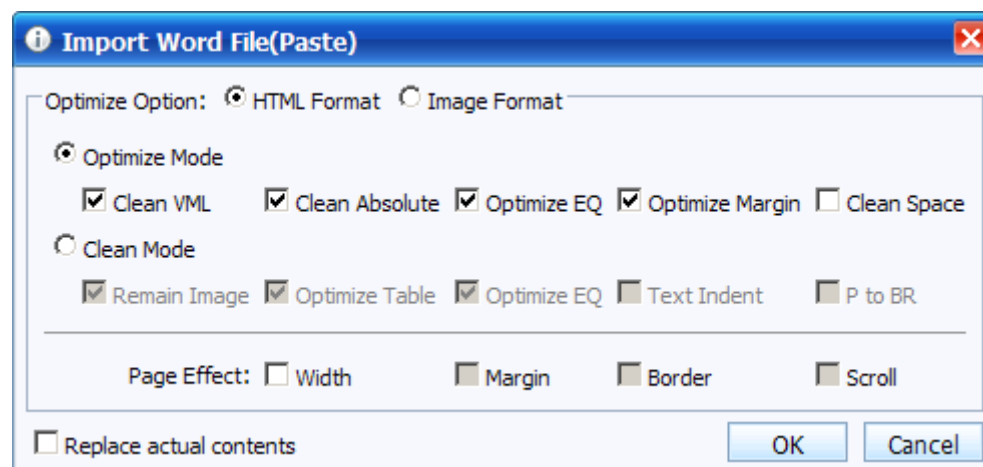 Import Word File(Paste)
Optimize Option: HTML Format Image Format
Optimize Mode
Clean VML Clean Absolute Optimize EQ Optimize Margin Clean Space
Clean Mode
Remain Image Optimize Table Optimize EQ Text Indent P to BR
Page Effect: Width Margin Border Scroll
Replace actual contents OK Cancel